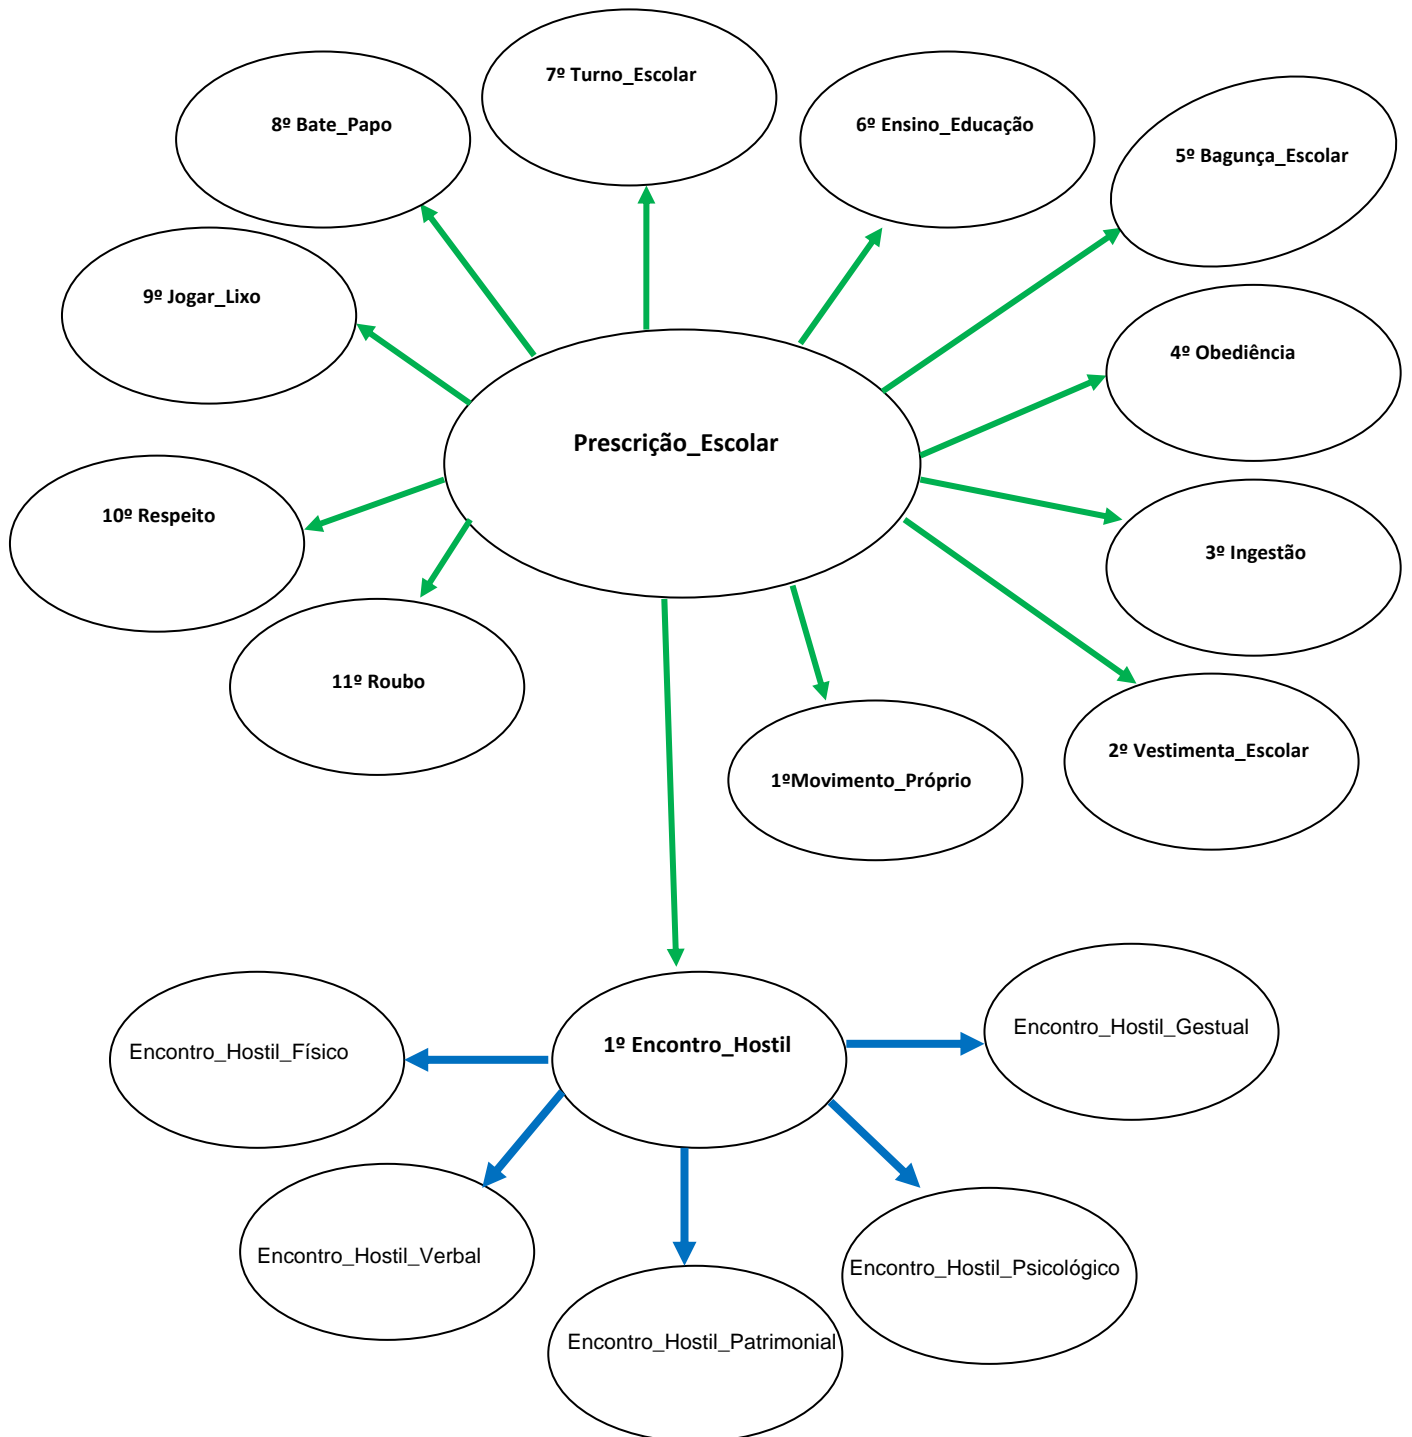 7º Turno_Escolar
8º Bate_Papo
6º Ensino_Educação
5º Bagunça_Escolar
9º Jogar_Lixo
4º Obediência
Prescrição_Escolar
10º Respeito
3º Ingestão
11º Roubo
2º Vestimenta_Escolar
1ºMovimento_Próprio
Encontro_Hostil_Gestual
1º Encontro_Hostil
Encontro_Hostil_Físico
Encontro_Hostil_Verbal
Encontro_Hostil_Psicológico
Encontro_Hostil_Patrimonial